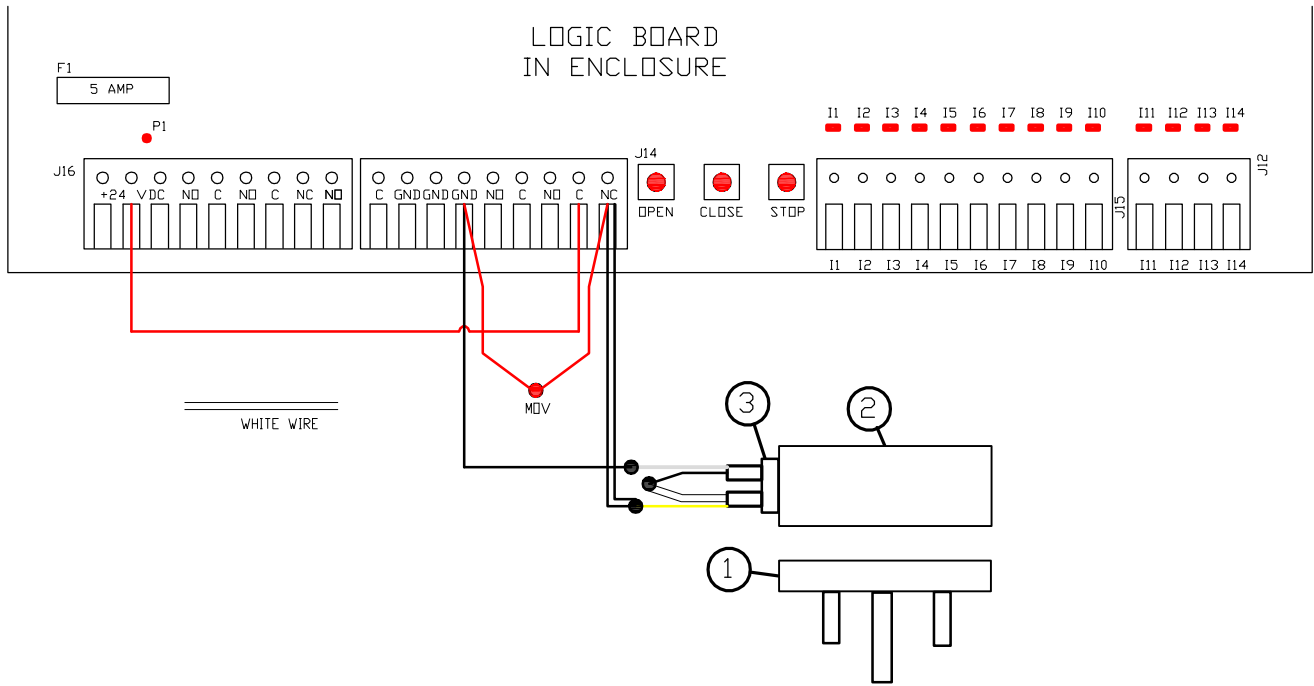 LOGIC BOARD
IN ENCLOSURE
F1
5 AMP
P1
J16
+24 VDC NO C NO C NC NO
C GND GND GND NO C NO C NC
J14
OPEN CLOSE STOP
I1 I2 I3 I4 I5 I6 I7 I8 I9 I10
I11 I12 I13 I14
J15
J12
I1 I2 I3 I4 I5 I6 I7 I8 I9 I10
I11 I12 I13 I14
MOV
WHITE WIRE
3
2
1